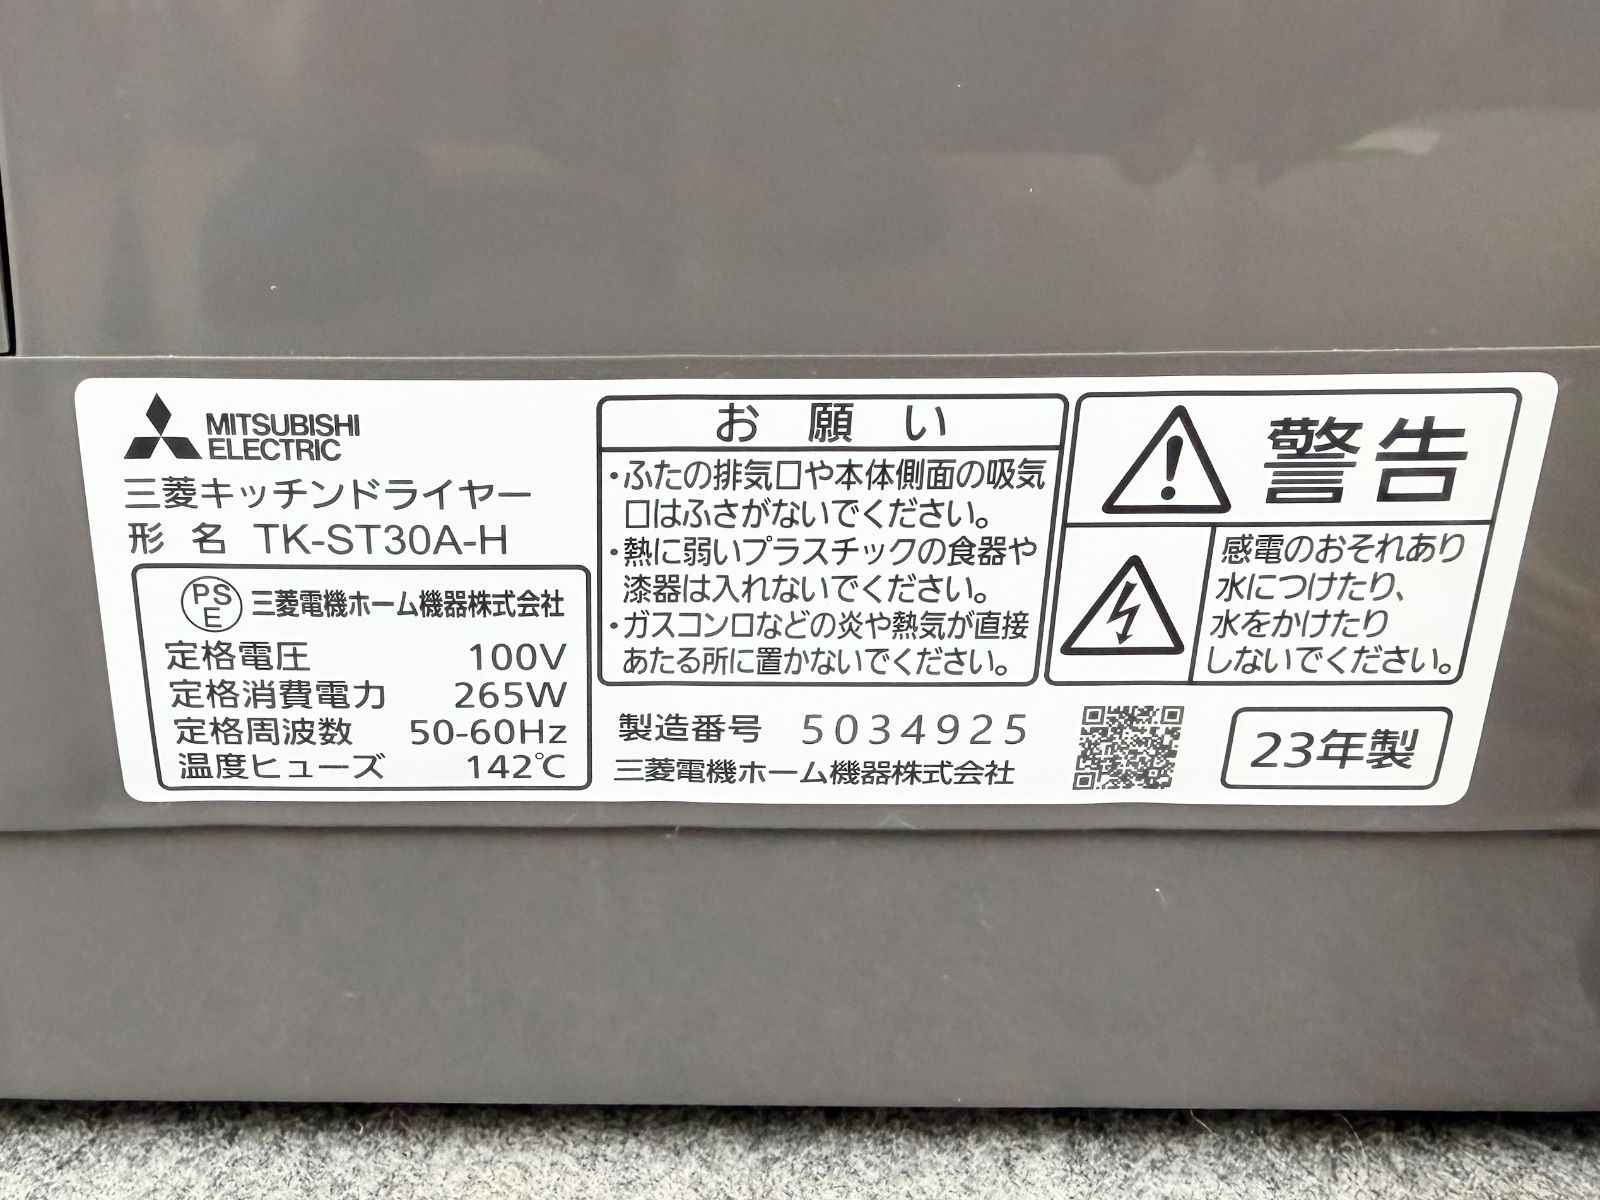 MITSUBISHI
ELECTRIC
三菱キッチンドライヤー
形 名 TK-ST30A-H
PS
E
三菱電機ホーム機器株式会社
定格電圧 100V
定格消費電力 265W
定格周波数 50-60Hz
温度ヒューズ 142℃
お願い
・ふたの排気口や本体側面の吸気
口はふさがないでください。
・熱に弱いプラスチックの食器や
漆器は入れないでください。
・ガスコンロなどの炎や熱気が直接
あたる所に置かないでください。
製造番号 5034925
三菱電機ホーム機器株式会社
警告
感電のおそれあり
水につけたり、
水をかけたり
しないでください。
23年製